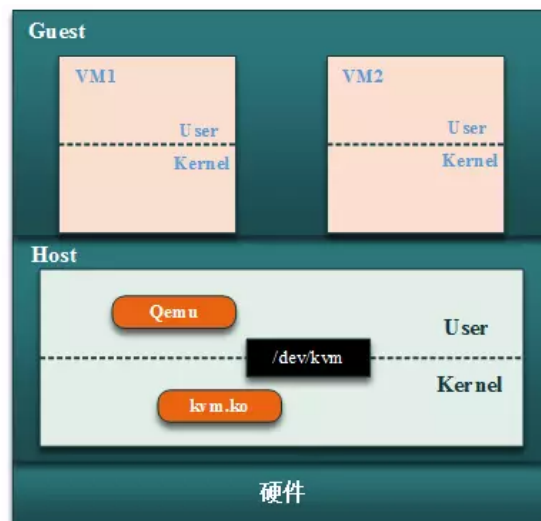 Guest
VM1
VM2
User
User
Kernel
Kernel
Host
Qemu
User
/dev/kvm
Kernel
kvm.ko
硬件